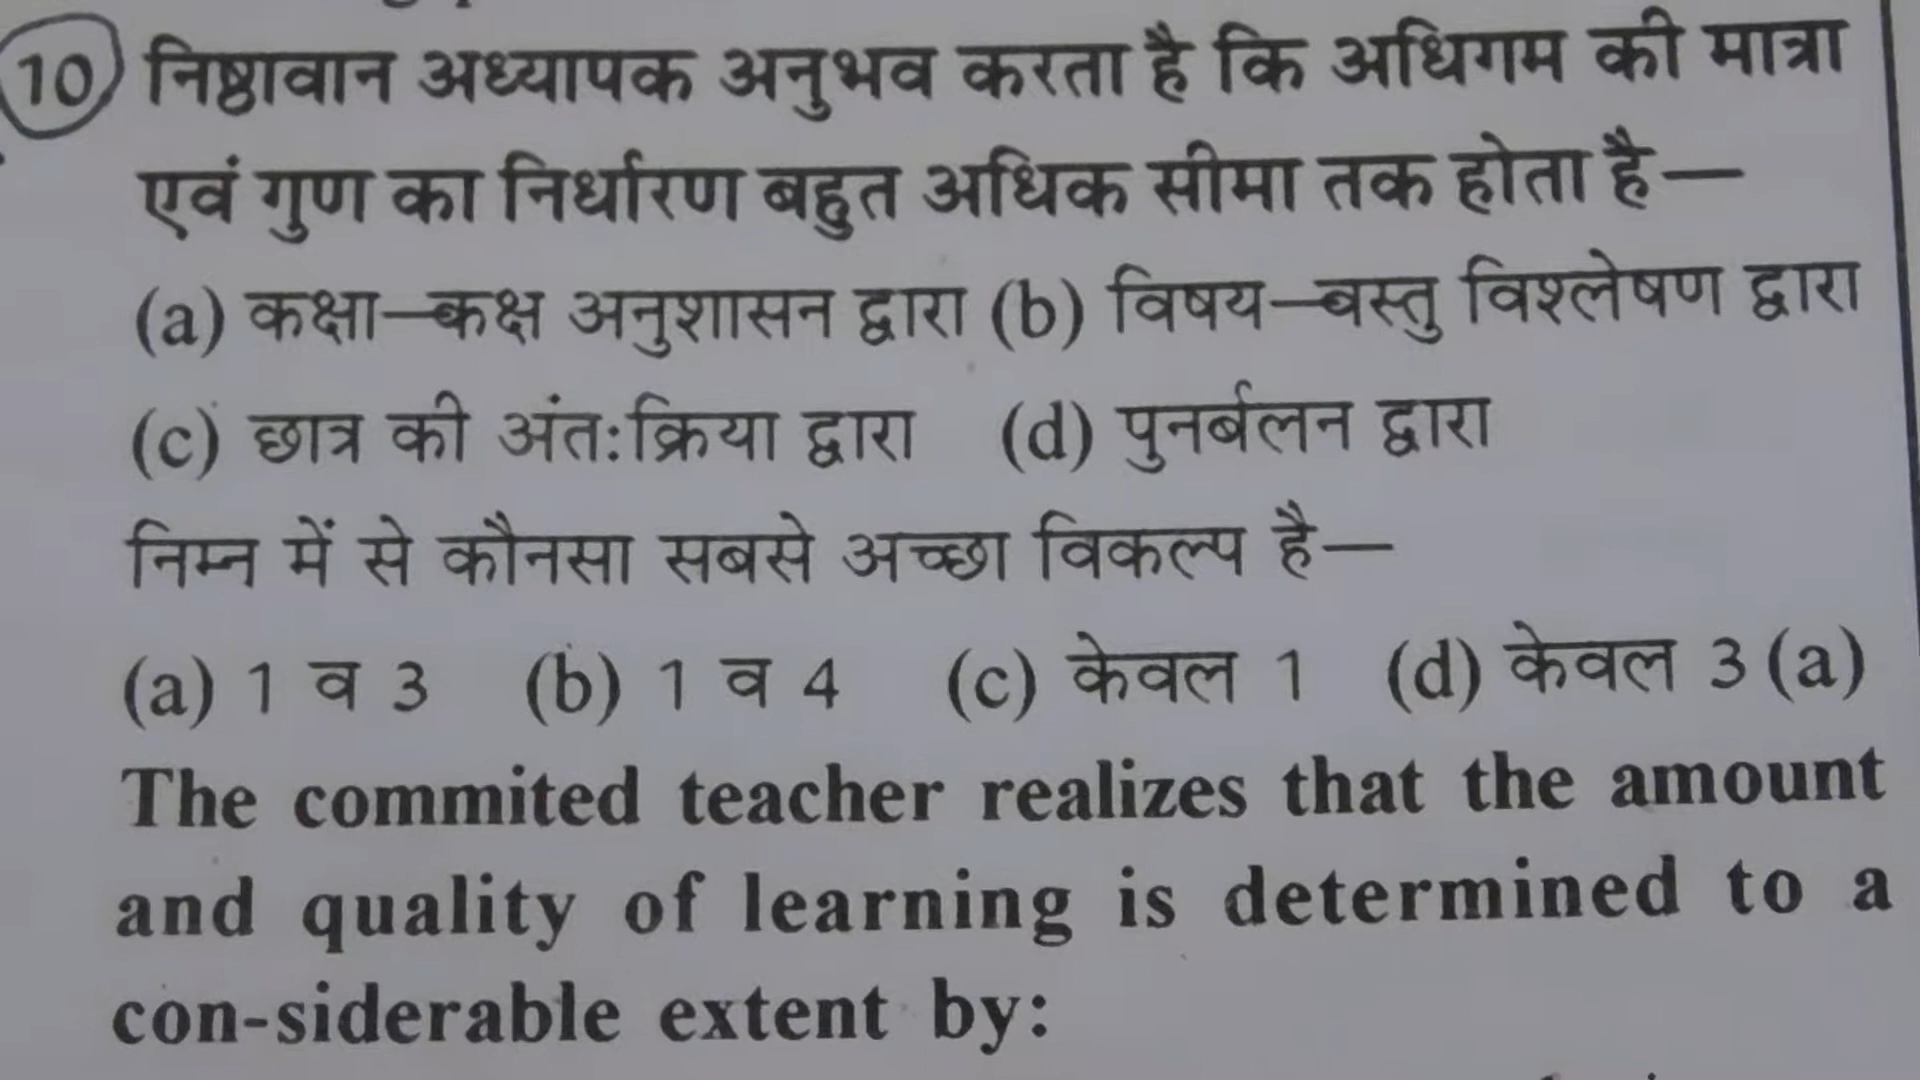 10 निष्ठावान अध्यापक अनुभव करता है कि अधिगम की मात्रा
एवं गुण का निर्धारण बहुत अधिक सीमा तक होता है—
(a) कक्षा–कक्ष अनुशासन द्वारा (b) विषय–वस्तु विश्लेषण द्वारा
(c) छात्र की अंत:क्रिया द्वारा (d) पुनर्बलन द्वारा
निम्न में से कौनसा सबसे अच्छा विकल्प है—
(a) 1 व 3 (b) 1 व 4 (c) केवल 1 (d) केवल 3 (a)
The commited teacher realizes that the amount
and quality of learning is determined to a
con-siderable extent by: